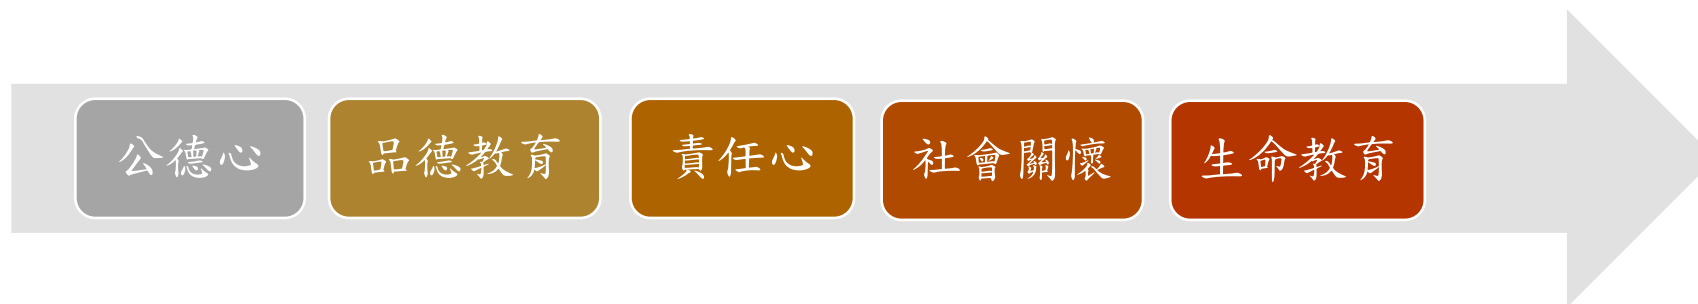 公德心
品德教育
責任心
社會關懷
生命教育